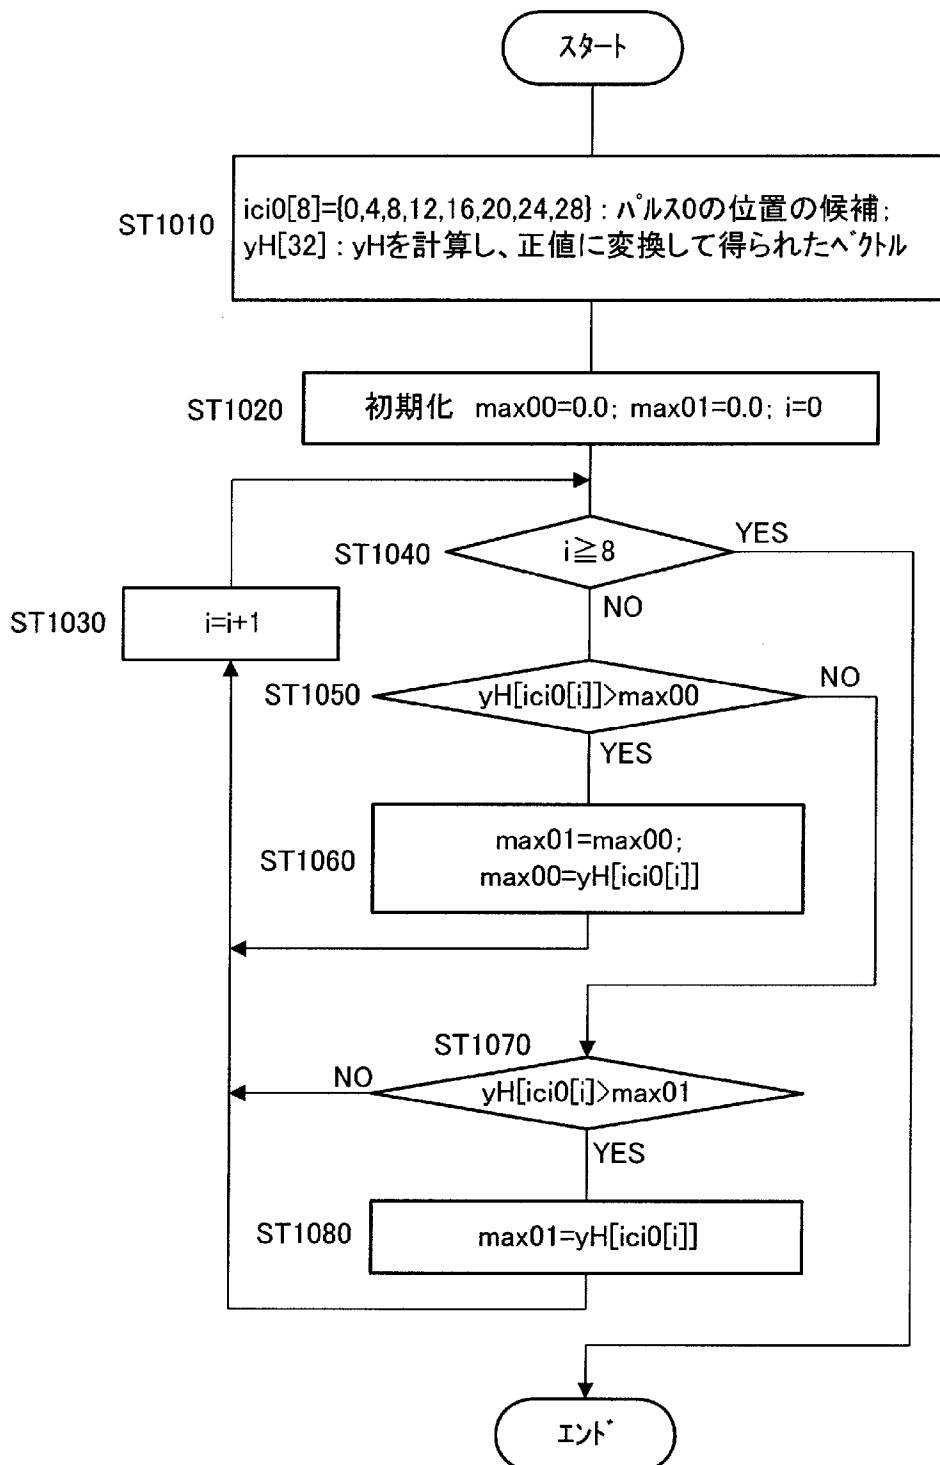 スタート
ST1010
ici0[8]={0,4,8,12,16,20,24,28} : パルス0の位置の候補;
yH[32] : yHを計算し、正値に変換して得られたベクトル
ST1020
初期化 max00=0.0; max01=0.0; i=0
ST1040
i≧8
YES
NO
ST1030
i=i+1
ST1050
yH[ici0[i]]>max00
NO
YES
ST1060
max01=max00;
max00=yH[ici0[i]]
ST1070
NO
yH[ici0[i]>max01
YES
ST1080
max01=yH[ici0[i]]
エンド